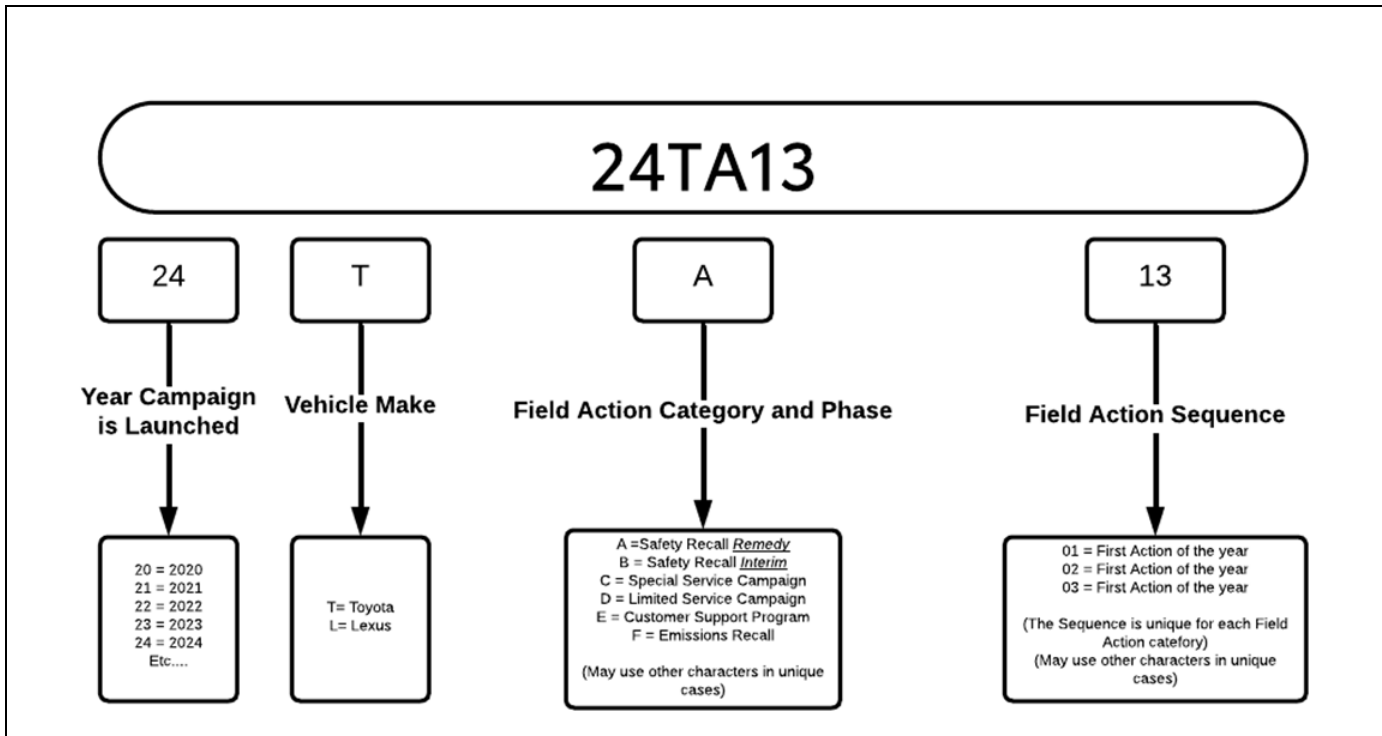 24TA13
24
T
A
13
Year Campaign
is Launched
Vehicle Make
Field Action Category and Phase
Field Action Sequence
20 = 2020
21 = 2021
22 = 2022
23 = 2023
24 = 2024
Etc....
T= Toyota
L= Lexus
A =Safety Recall Remedy
B = Safety Recall Interim
C = Special Service Campaign
D = Limited Service Campaign
E = Customer Support Program
F = Emissions Recall
(May use other characters in unique
cases)
01 = First Action of the year
02 = First Action of the year
03 = First Action of the year
(The Sequence is unique for each Field
Action catefory)
(May use other characters in unique
cases)